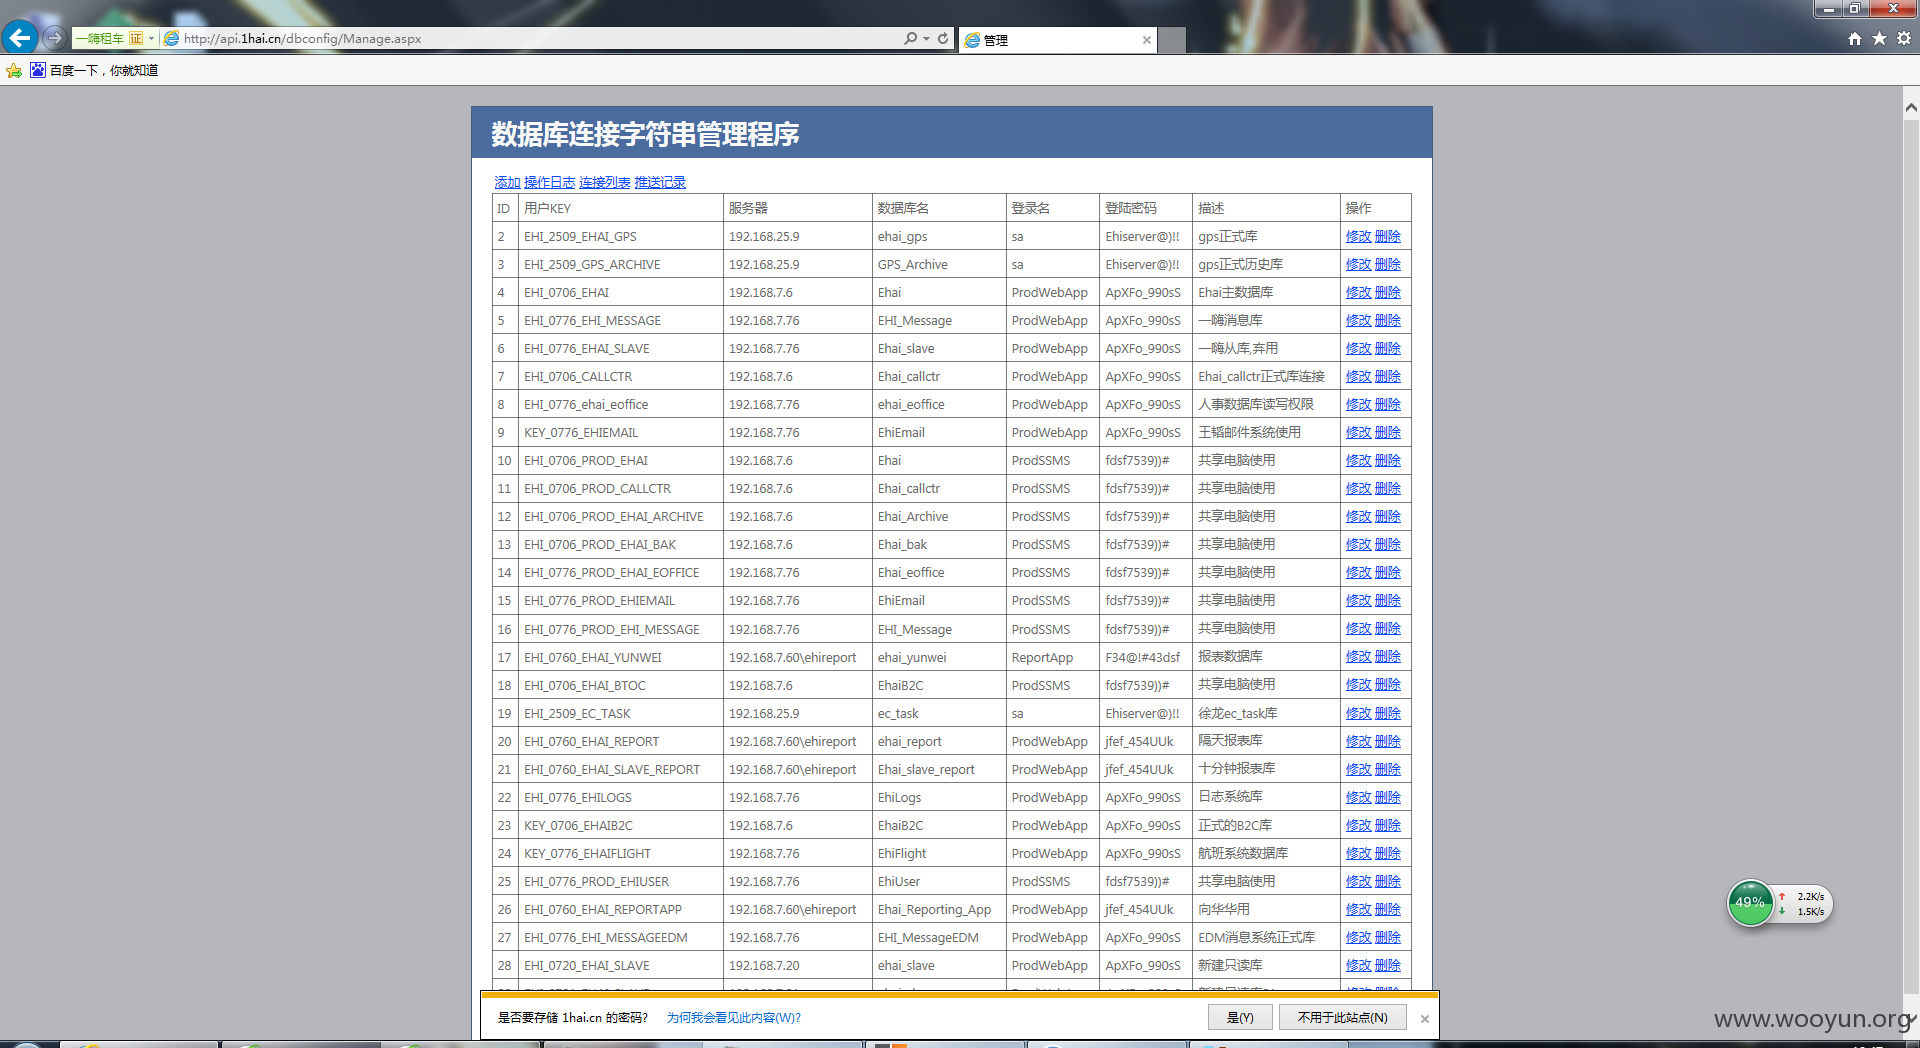 一嗨租车 证
http://api.1hai.cn/dbconfig/Manage.aspx
管理
百度一下，你就知道
数据库连接字符串管理程序
添加 操作日志 连接列表 推送记录
ID 用户KEY 服务器 数据库名 登录名 登陆密码 描述 操作
2 EHI_2509_EHAI_GPS 192.168.25.9 ehai_gps sa Ehiserver@)!! gps正式库 修改 删除
3 EHI_2509_GPS_ARCHIVE 192.168.25.9 GPS_Archive sa Ehiserver@)!! gps正式历史库 修改 删除
4 EHI_0706_EHAI 192.168.7.6 Ehai ProdWebApp ApXFo_990sS Ehai主数据库 修改 删除
5 EHI_0776_EHI_MESSAGE 192.168.7.76 EHI_Message ProdWebApp ApXFo_990sS 一嗨消息库 修改 删除
6 EHI_0776_EHAI_SLAVE 192.168.7.76 Ehai_slave ProdWebApp ApXFo_990sS 一嗨从库,弃用 修改 删除
7 EHI_0706_CALLCTR 192.168.7.6 Ehai_callctr ProdWebApp ApXFo_990sS Ehai_callctr正式库连接 修改 删除
8 EHI_0776_ehai_eoffice 192.168.7.76 ehai_eoffice ProdWebApp ApXFo_990sS 人事数据库读写权限 修改 删除
9 KEY_0776_EHIEMAIL 192.168.7.76 EhiEmail ProdWebApp ApXFo_990sS 王韬邮件系统使用 修改 删除
10 EHI_0706_PROD_EHAI 192.168.7.6 Ehai ProdSSMS fdsf7539))# 共享电脑使用 修改 删除
11 EHI_0706_PROD_CALLCTR 192.168.7.6 Ehai_callctr ProdSSMS fdsf7539))# 共享电脑使用 修改 删除
12 EHI_0706_PROD_EHAI_ARCHIVE 192.168.7.6 Ehai_Archive ProdSSMS fdsf7539))# 共享电脑使用 修改 删除
13 EHI_0706_PROD_EHAI_BAK 192.168.7.6 Ehai_bak ProdSSMS fdsf7539))# 共享电脑使用 修改 删除
14 EHI_0776_PROD_EHAI_EOFFICE 192.168.7.76 Ehai_eoffice ProdSSMS fdsf7539))# 共享电脑使用 修改 删除
15 EHI_0776_PROD_EHIEMAIL 192.168.7.76 EhiEmail ProdSSMS fdsf7539))# 共享电脑使用 修改 删除
16 EHI_0776_PROD_EHI_MESSAGE 192.168.7.76 EHI_Message ProdSSMS fdsf7539))# 共享电脑使用 修改 删除
17 EHI_0760_EHAI_YUNWEI 192.168.7.60\ehireport ehai_yunwei ReportApp F34@!#43dsf 报表数据库 修改 删除
18 EHI_0706_EHAI_BTOC 192.168.7.6 EhaiB2C ProdSSMS fdsf7539))# 共享电脑使用 修改 删除
19 EHI_2509_EC_TASK 192.168.25.9 ec_task sa Ehiserver@)!! 徐龙ec_task库 修改 删除
20 EHI_0760_EHAI_REPORT 192.168.7.60\ehireport ehai_report ProdWebApp jfef_454UUk 隔天报表库 修改 删除
21 EHI_0760_EHAI_SLAVE_REPORT 192.168.7.60\ehireport Ehai_slave_report ProdWebApp jfef_454UUk 十分钟报表库 修改 删除
22 EHI_0776_EHILOGS 192.168.7.76 EhiLogs ProdWebApp ApXFo_990sS 日志系统库 修改 删除
23 KEY_0706_EHAIB2C 192.168.7.6 EhaiB2C ProdWebApp ApXFo_990sS 正式的B2C库 修改 删除
24 KEY_0776_EHAIFLIGHT 192.168.7.76 EhiFlight ProdWebApp ApXFo_990sS 航班系统数据库 修改 删除
25 EHI_0776_PROD_EHIUSER 192.168.7.76 EhiUser ProdSSMS fdsf7539))# 共享电脑使用 修改 删除
26 EHI_0760_EHAI_REPORTAPP 192.168.7.60\ehireport Ehai_Reporting_App ProdWebApp jfef_454UUk 向华华用 修改 删除
27 EHI_0776_EHI_MESSAGEEDM 192.168.7.76 EHI_MessageEDM ProdWebApp ApXFo_990sS EDM消息系统正式库 修改 删除
28 EHI_0720_EHAI_SLAVE 192.168.7.20 ehai_slave ProdWebApp ApXFo_990sS 新建只读库 修改 删除
49% 2.2K/s
1.5K/s
是否要存储 1hai.cn 的密码? 为何我会看见此内容(W)? 是(Y) 不用于此站点(N)
www.wooyun.org